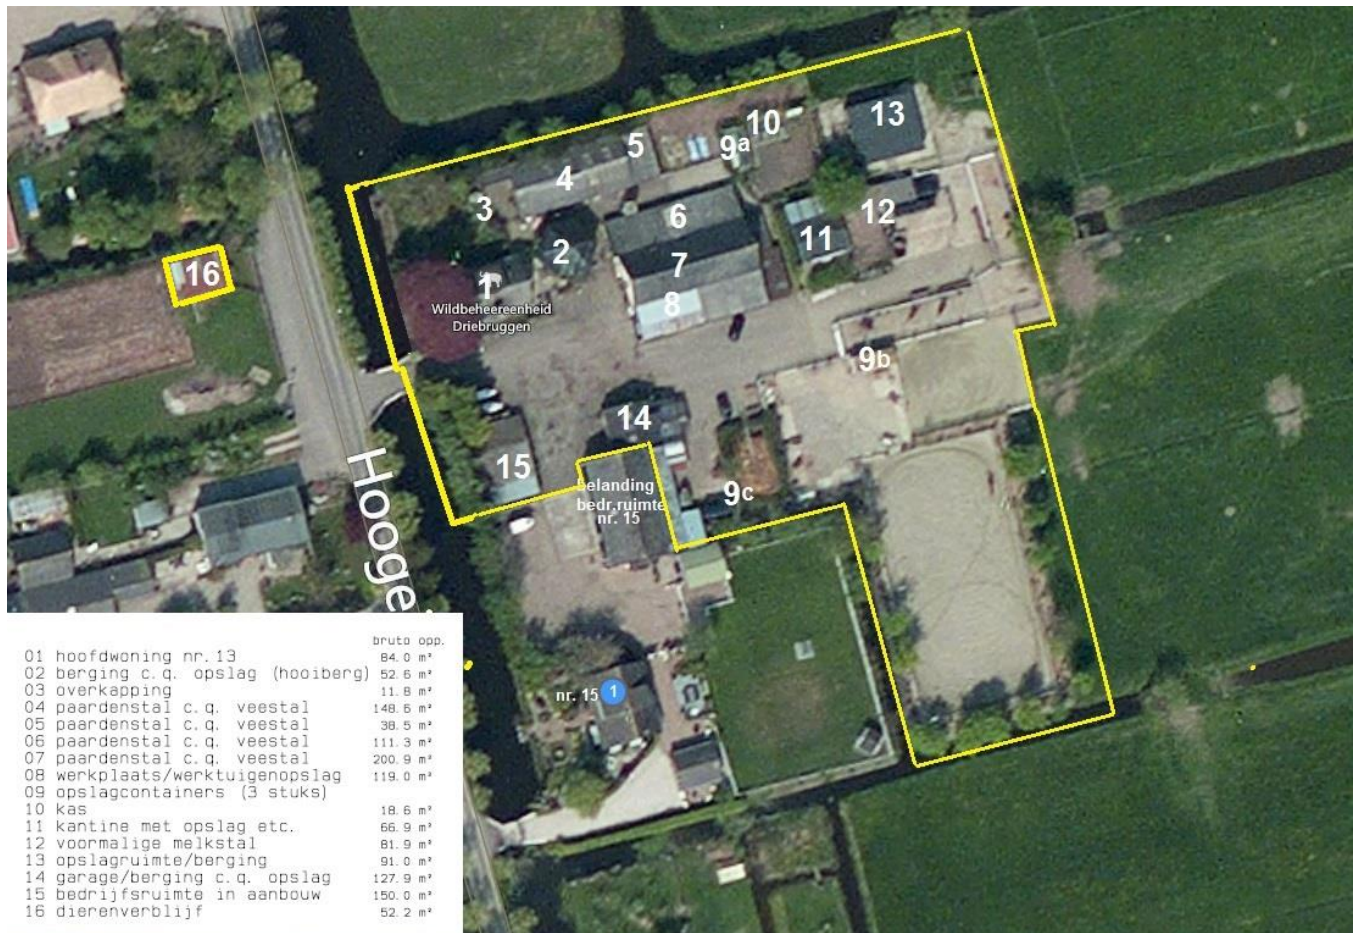 13
10
5
9a
4
3
6
12
11
2
7
16
1
8
Wildbeheereenheid
Driebruggen
9b
14
15
Hooge
belanding
bedr.ruimte
nr. 15
9c
nr. 15 1
bruto opp.
01 hoofdwoning nr. 13 84.0 m²
02 berging c.q. opslag (hooiberg) 52.6 m²
03 overkapping 11.8 m²
04 paardenstal c.q. veestal 148.6 m²
05 paardenstal c.q. veestal 38.5 m²
06 paardenstal c.q. veestal 111.3 m²
07 paardenstal c.q. veestal 200.9 m²
08 werkplaats/werktuigenopslag 119.0 m²
09 opslagcontainers (3 stuks)
10 kas 18.6 m²
11 kantine met opslag etc. 66.9 m²
12 voormalige melkstal 81.9 m²
13 opslagruimte/berging 91.0 m²
14 garage/berging c.q. opslag 127.9 m²
15 bedrijfsruimte in aanbouw 150.0 m²
16 dierenverblijf 52.2 m²